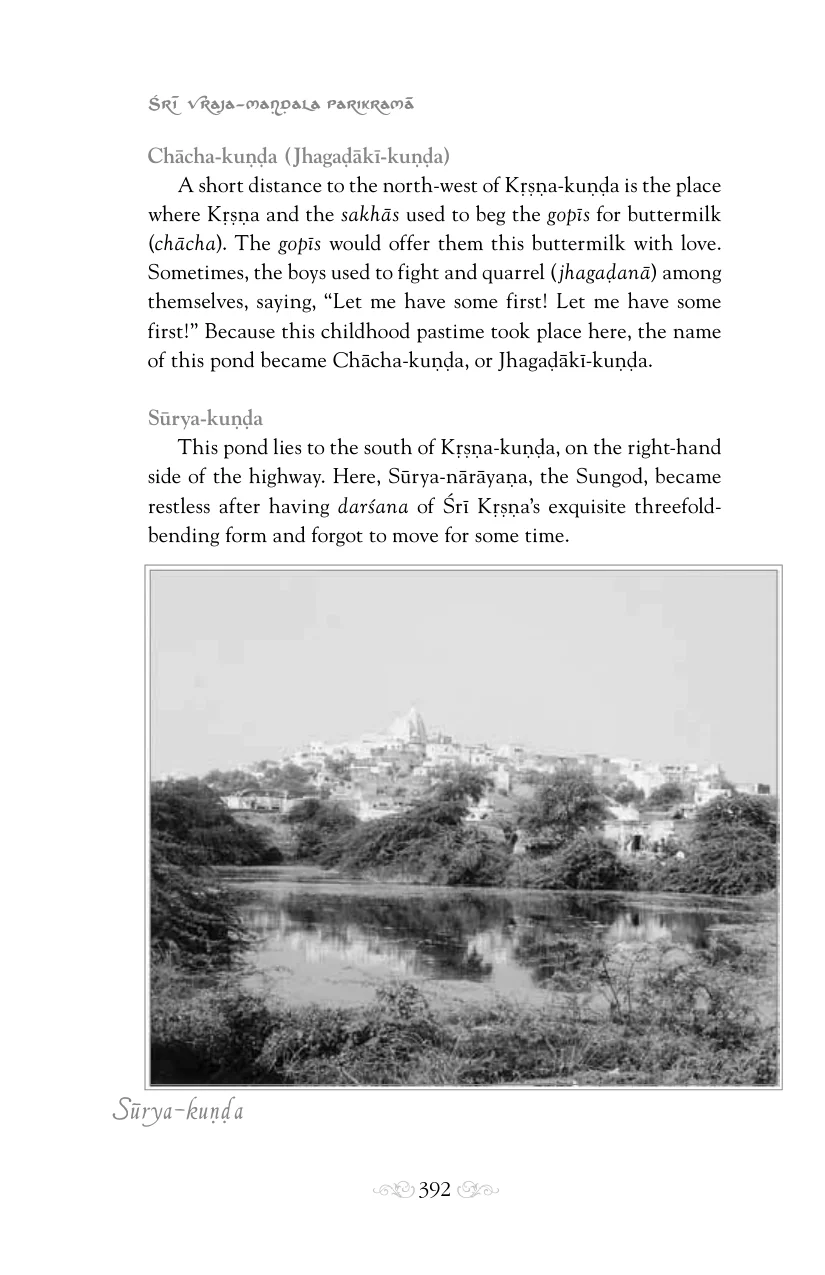 Śrī Vraja-maṇḍala Parikramā
Chācha-kuṇḍa (Jhagaḍākī-kuṇḍa)
A short distance to the north-west of Kṛṣṇa-kuṇḍa is the place
where Kṛṣṇa and the sakhās used to beg the gopīs for buttermilk
(chācha). The gopīs would offer them this buttermilk with love.
Sometimes, the boys used to fight and quarrel (jhagaḍanā) among
themselves, saying, “Let me have some first! Let me have some
first!” Because this childhood pastime took place here, the name
of this pond became Chācha-kuṇḍa, or Jhagaḍākī-kuṇḍa.
Sūrya-kuṇḍa
This pond lies to the south of Kṛṣṇa-kuṇḍa, on the right-hand
side of the highway. Here, Sūrya-nārāyaṇa, the Sungod, became
restless after having darśana of Śrī Kṛṣṇa’s exquisite threefold-
bending form and forgot to move for some time.
Sūrya-kuṇḍa
392